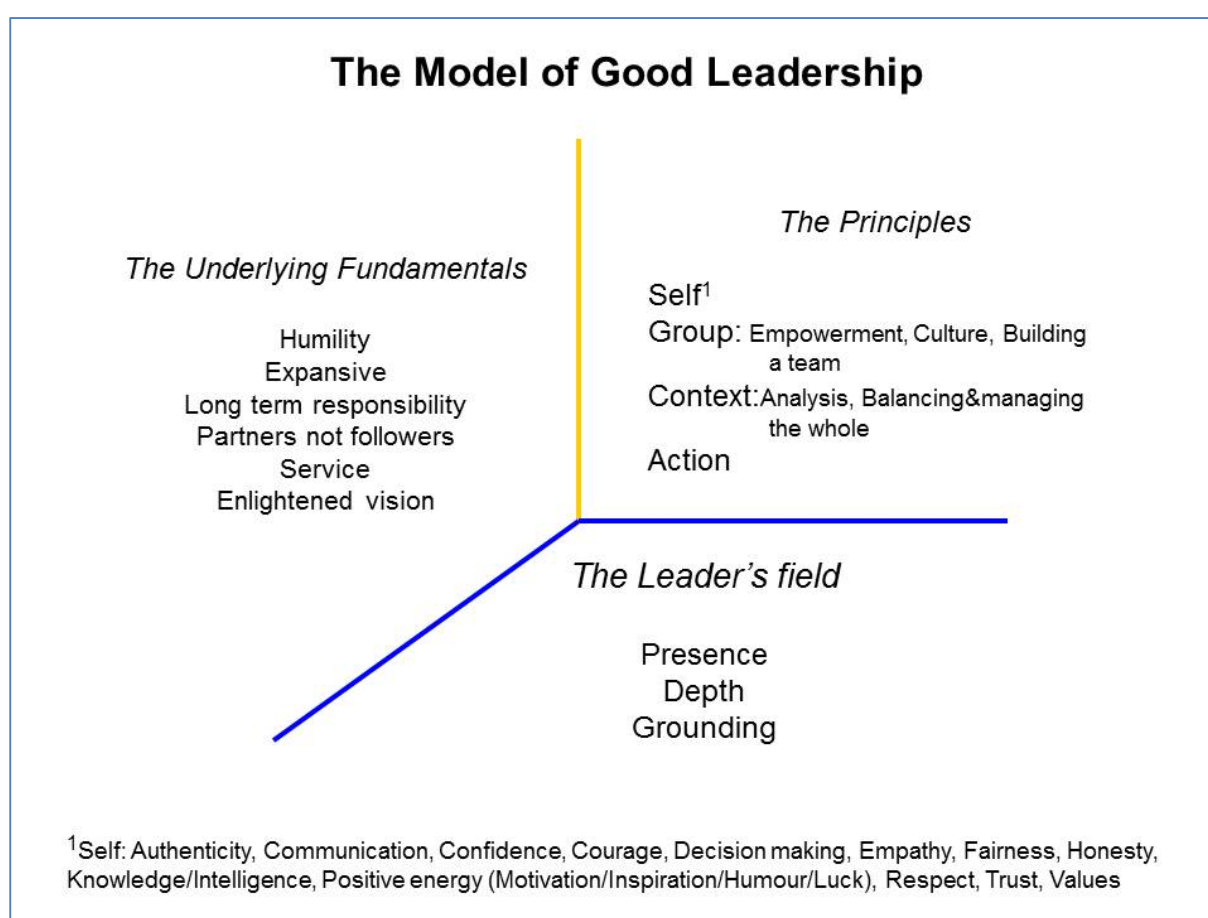 The Model of Good Leadership
The Underlying Fundamentals
Humility
Expansive
Long term responsibility
Partners not followers
Service
Enlightened vision
The Principles
Self¹
Group: Empowerment, Culture, Building
a team
Context:Analysis, Balancing&managing
the whole
Action
The Leader’s field
Presence
Depth
Grounding
¹Self: Authenticity, Communication, Confidence, Courage, Decision making, Empathy, Fairness, Honesty,
Knowledge/Intelligence, Positive energy (Motivation/Inspiration/Humour/Luck), Respect, Trust, Values